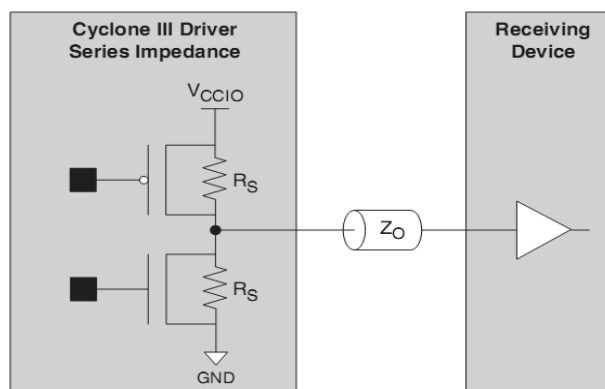 Cyclone III Driver
Series Impedance
Receiving
Device
VCCIO
RS
ZO
RS
GND